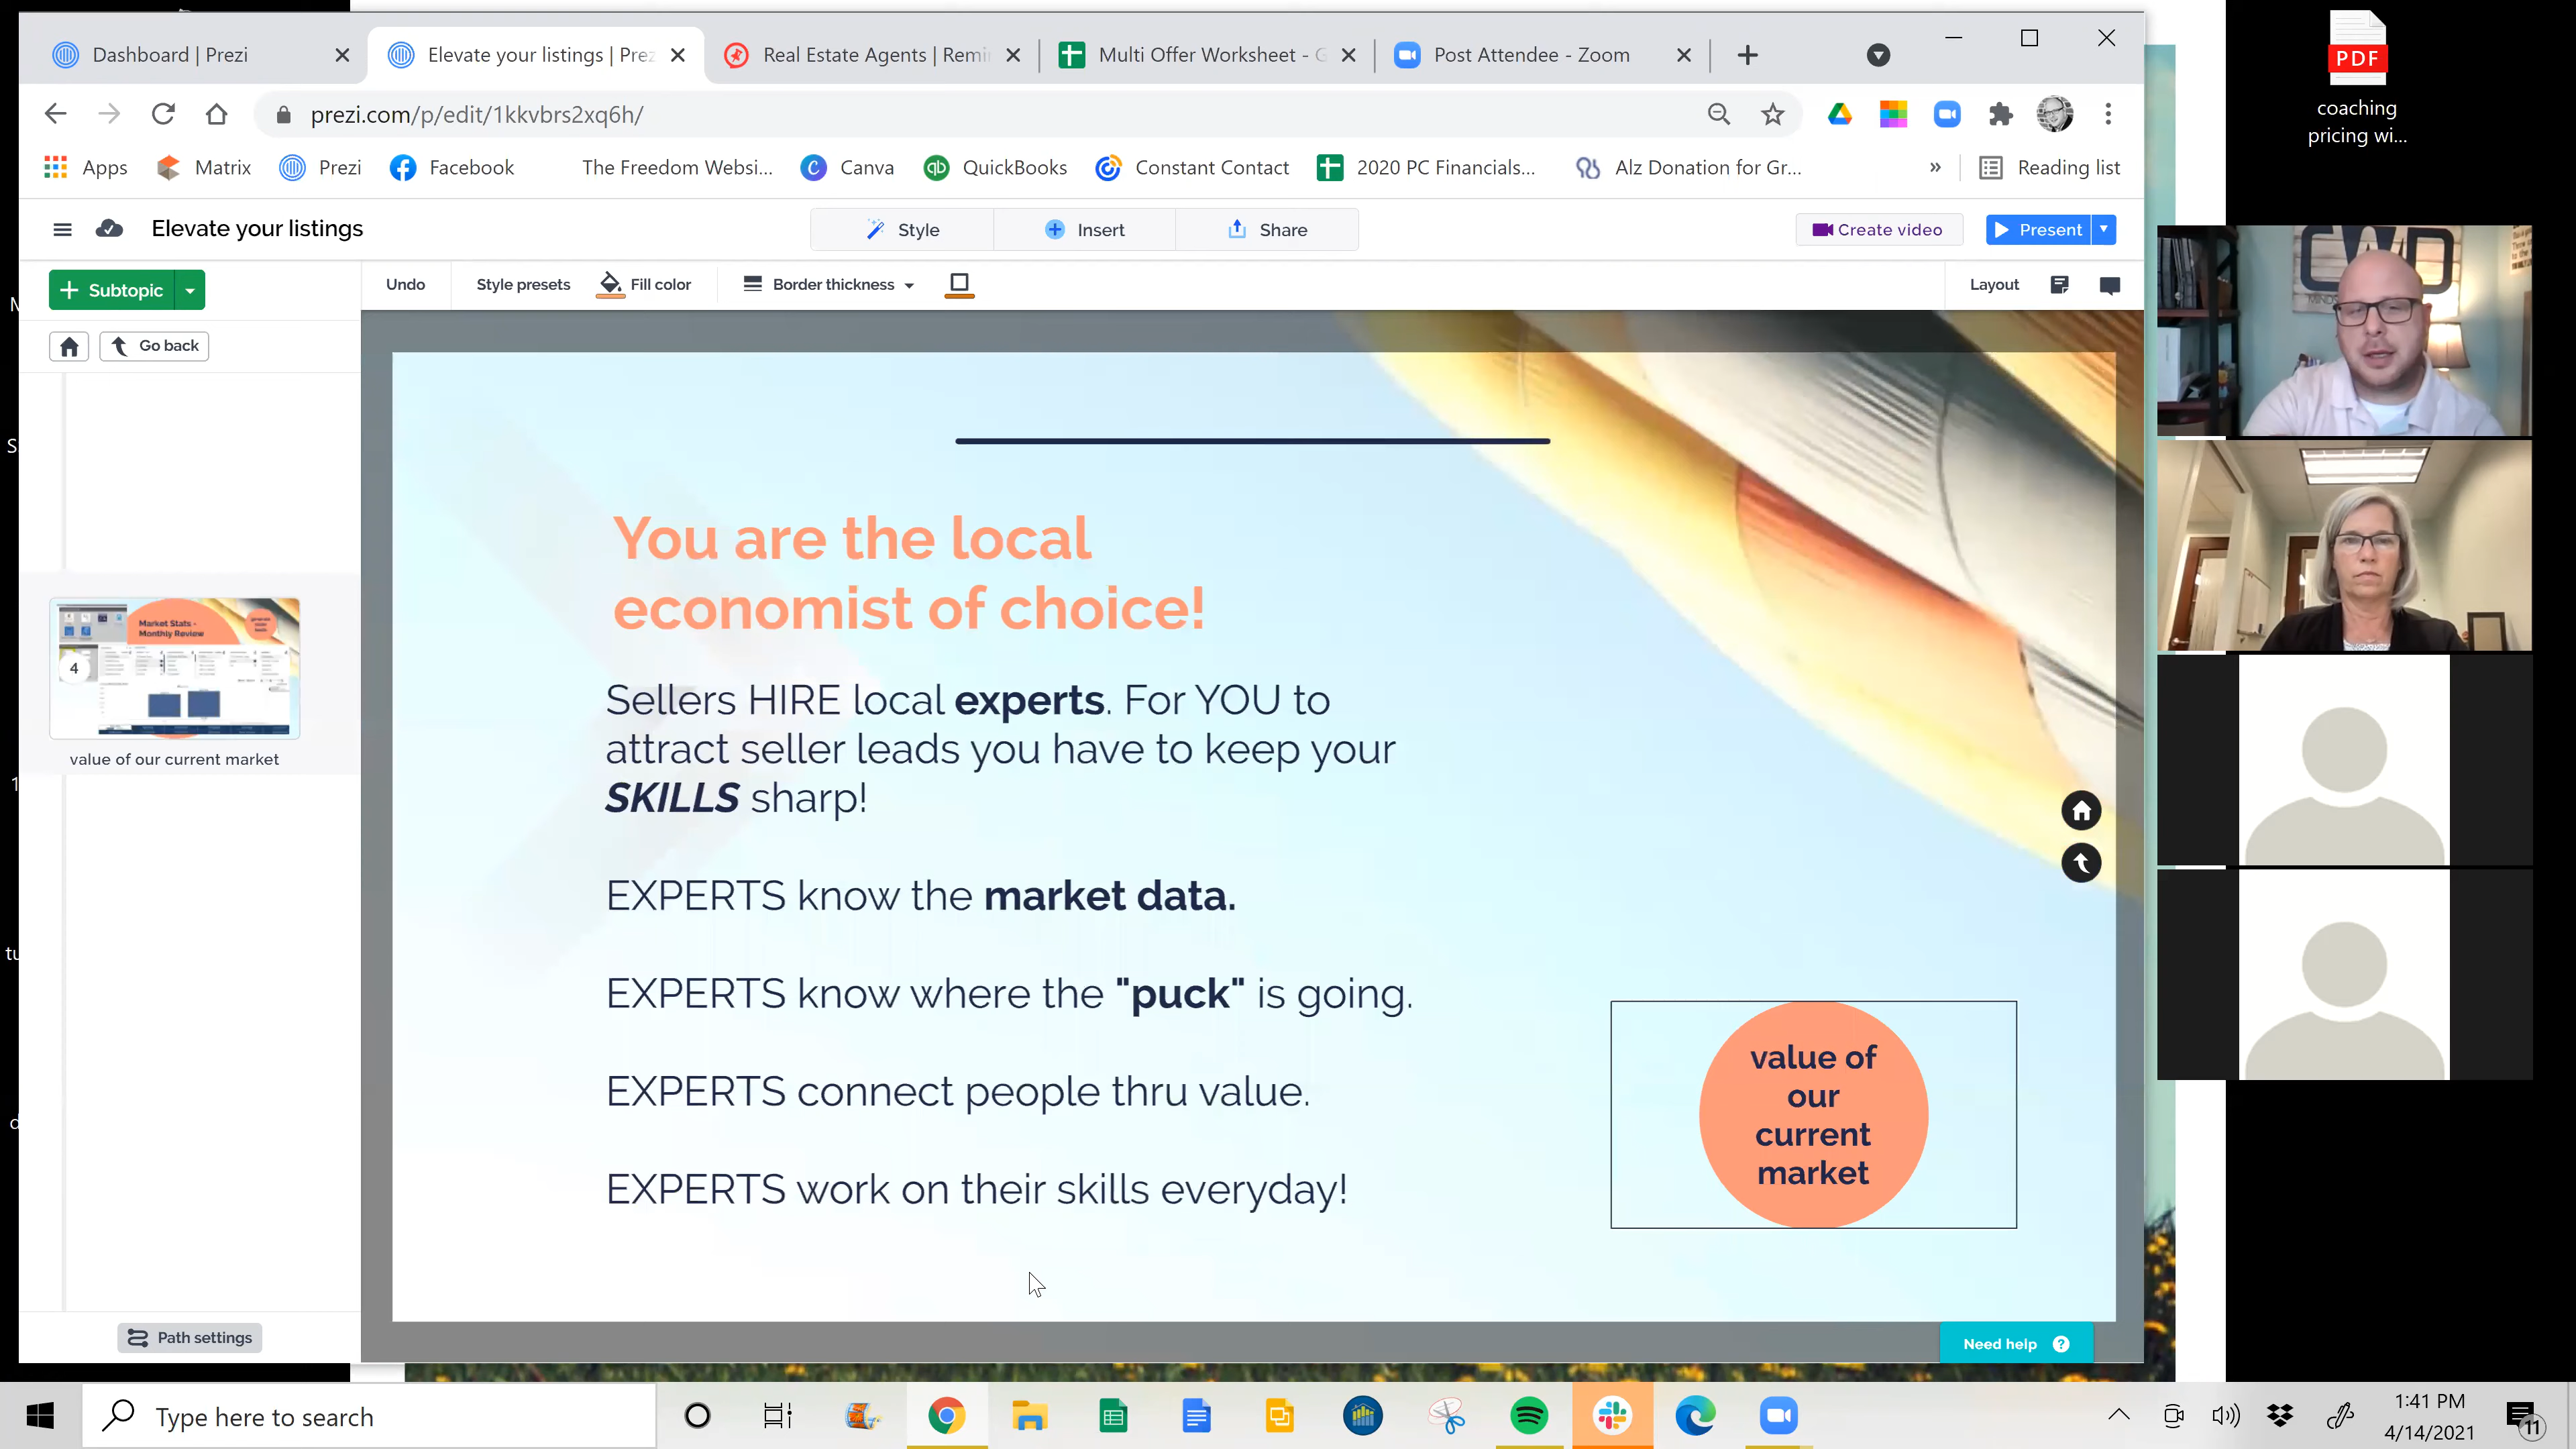 Dashboard | Prezi
Elevate your listings | Prez
Real Estate Agents | Remi
Multi Offer Worksheet - G
Post Attendee - Zoom
prezi.com/p/edit/1kkvbrs2xq6h/
Apps
Matrix
Prezi
Facebook
The Freedom Websi...
Canva
QuickBooks
Constant Contact
2020 PC Financials...
Alz Donation for Gr...
»
Reading list
Elevate your listings
Style
Insert
Share
Create video
Present
Subtopic
Undo
Style presets
Fill color
Border thickness
Layout
Go back
Market Stats -
Monthly Review
4
value of our current market
You are the local
economist of choice!
Sellers HIRE local experts. For YOU to
attract seller leads you have to keep your
SKILLS sharp!
EXPERTS know the market data.
EXPERTS know where the "puck" is going.
EXPERTS connect people thru value.
EXPERTS work on their skills everyday!
value of
our
current
market
Path settings
Need help ?
PDF
coaching
pricing wi...
Type here to search
1:41 PM
4/14/2021
11